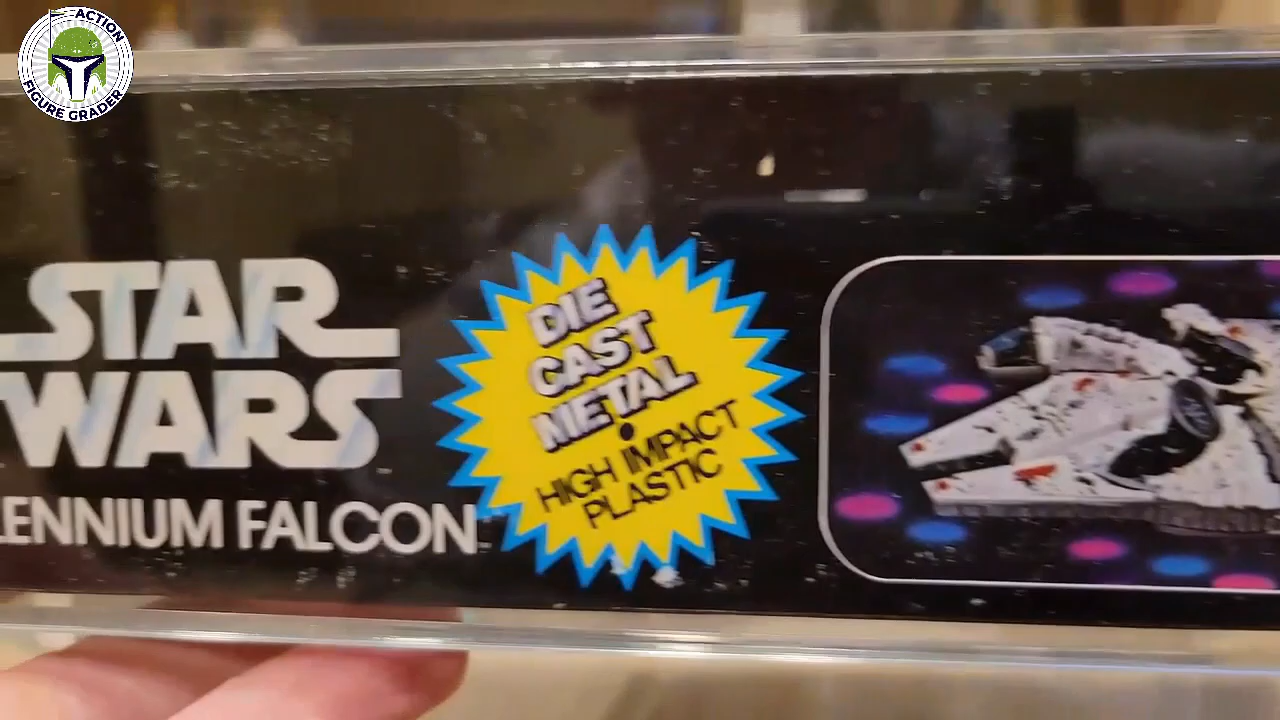 ACTION
FIGURE GRADER
STAR
WARS
LENNIUM FALCON
DIE
CAST
METAL
•
HIGH IMPACT
PLASTIC